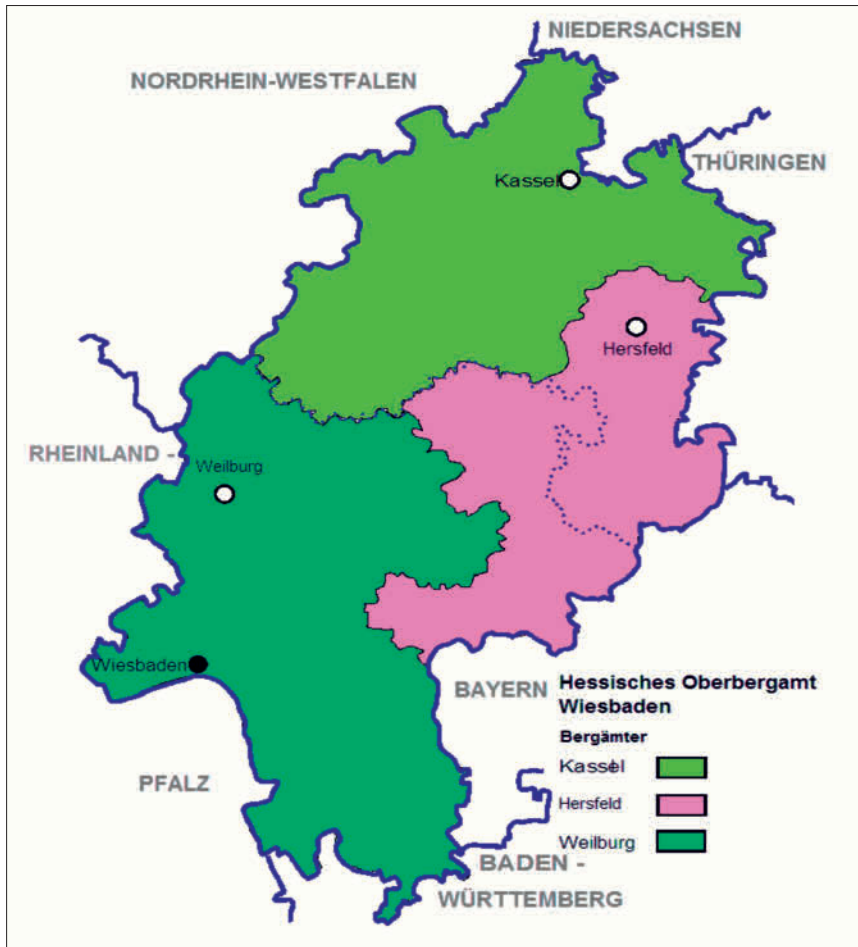 NIEDERSACHSEN
NORDRHEIN-WESTFALEN
THÜRINGEN
Kassel
Hersfeld
RHEINLAND -
Weilburg
Wiesbaden
BAYERN
Hessisches Oberbergamt
Wiesbaden
Bergämter
Kassel
Hersfeld
Weilburg
PFALZ
BADEN -
WÜRTTEMBERG